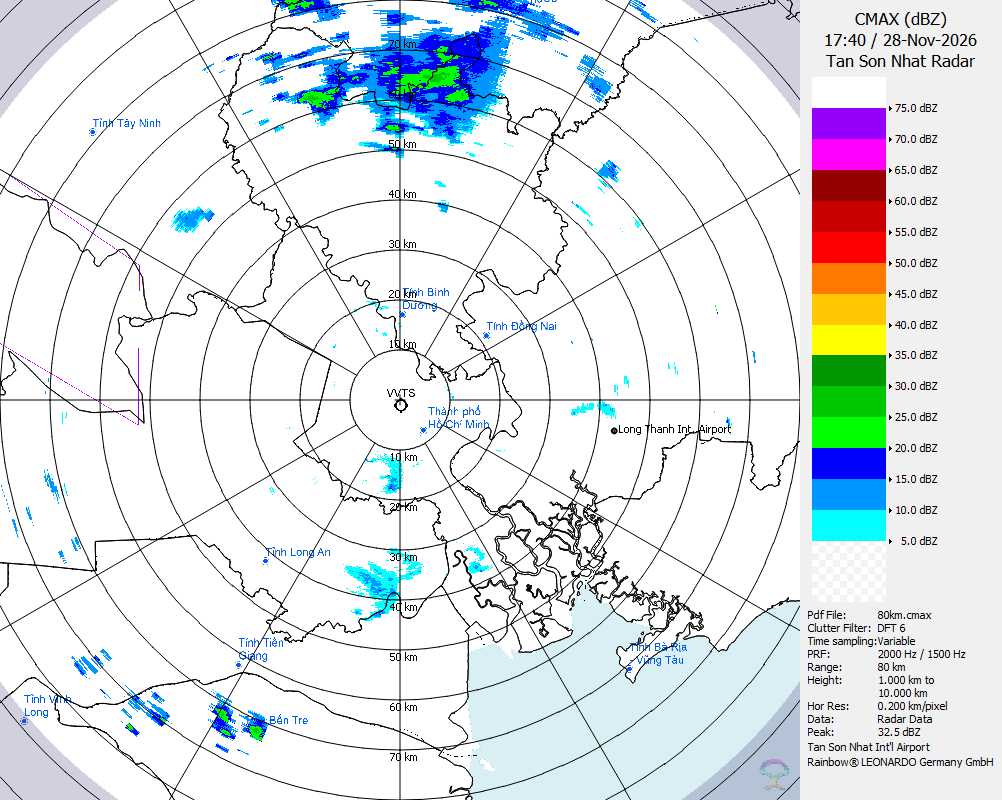 CMAX (dBZ)
17:40 / 28-Nov-2026
Tan Son Nhat Radar
75.0 dBZ
70.0 dBZ
65.0 dBZ
60.0 dBZ
55.0 dBZ
50.0 dBZ
45.0 dBZ
40.0 dBZ
35.0 dBZ
30.0 dBZ
25.0 dBZ
20.0 dBZ
15.0 dBZ
10.0 dBZ
5.0 dBZ
Pdf File: 80km.cmax
Clutter Filter: DFT 6
Time sampling:Variable
PRF: 2000 Hz / 1500 Hz
Range: 80 km
Height: 1.000 km to
10.000 km
Hor Res: 0.200 km/pixel
Data: Radar Data
Peak: 32.5 dBZ
Tan Son Nhat Int'l Airport
Rainbow® LEONARDO Germany GmbH
70 km
50 km
40 km
30 km
20 km
10 km
VVTS
10 km
20 km
30 km
40 km
50 km
60 km
70 km
Tỉnh Tây Ninh
Tỉnh Bình
Dương
Tỉnh Đồng Nai
Thành phố
Hồ Chí Minh
Long Thanh Int. Airport
Tỉnh Long An
Tỉnh Tiền
Giang
Tỉnh Bà Rịa
- Vũng Tàu
Tỉnh Vĩnh
Long
Bến Tre